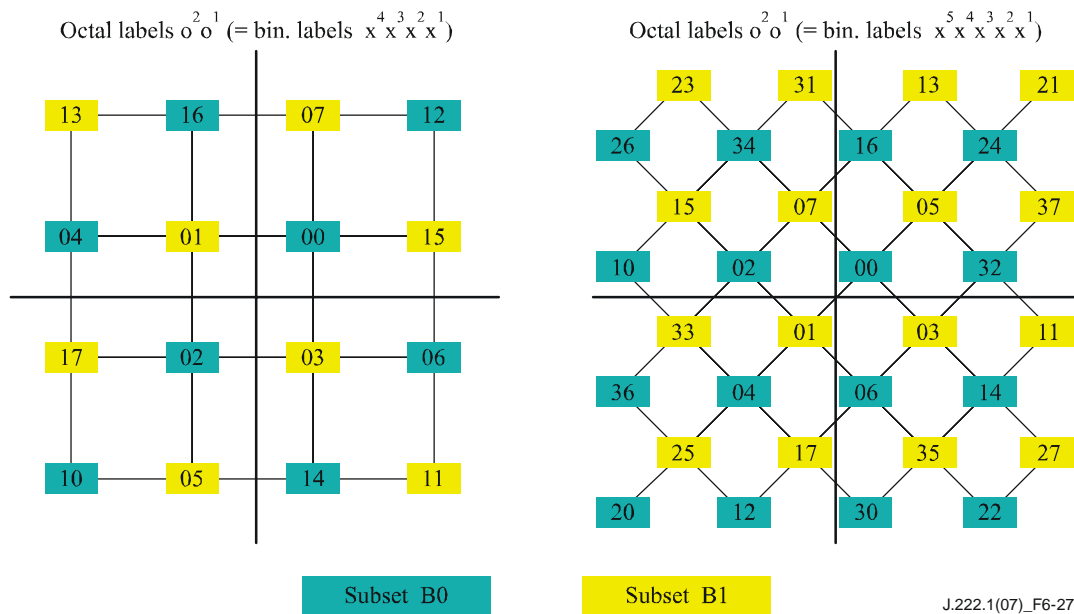 Octal labels o²o¹ (= bin. labels x⁴x³x²x¹)
13 16 07 12
04 01 00 15
17 02 03 06
10 05 14 11
Octal labels o²o¹ (= bin. labels x⁵x⁴x³x²x¹)
23 31 13 21
26 34 16 24
15 07 05 37
10 02 00 32
33 01 03 11
36 04 06 14
25 17 35 27
20 12 30 22
Subset B0
Subset B1
J.222.1(07)_F6-27